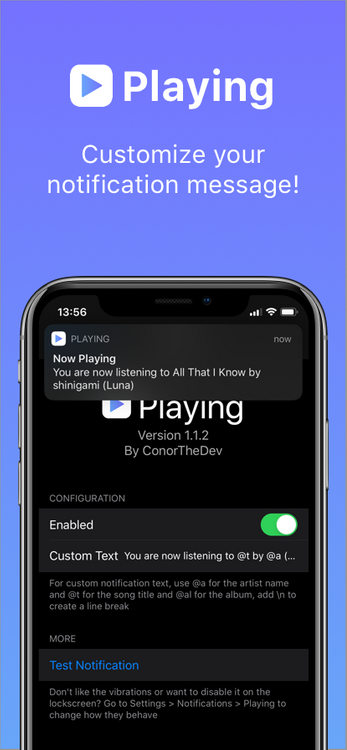 Playing
Customize your
notification message!
13:56
PLAYING
now
Now Playing
You are now listening to All That I Know by
shinigami (Luna)
Playing
Version 1.1.2
By ConorTheDev
CONFIGURATION
Enabled
Custom Text You are now listening to @t by @a (...
For custom notification text, use @a for the artist name
and @t for the song title and @al for the album, add \n to
create a line break
MORE
Test Notification
Don't like the vibrations or want to disable it on the
lockscreen? Go to Settings > Notifications > Playing to
change how they behave